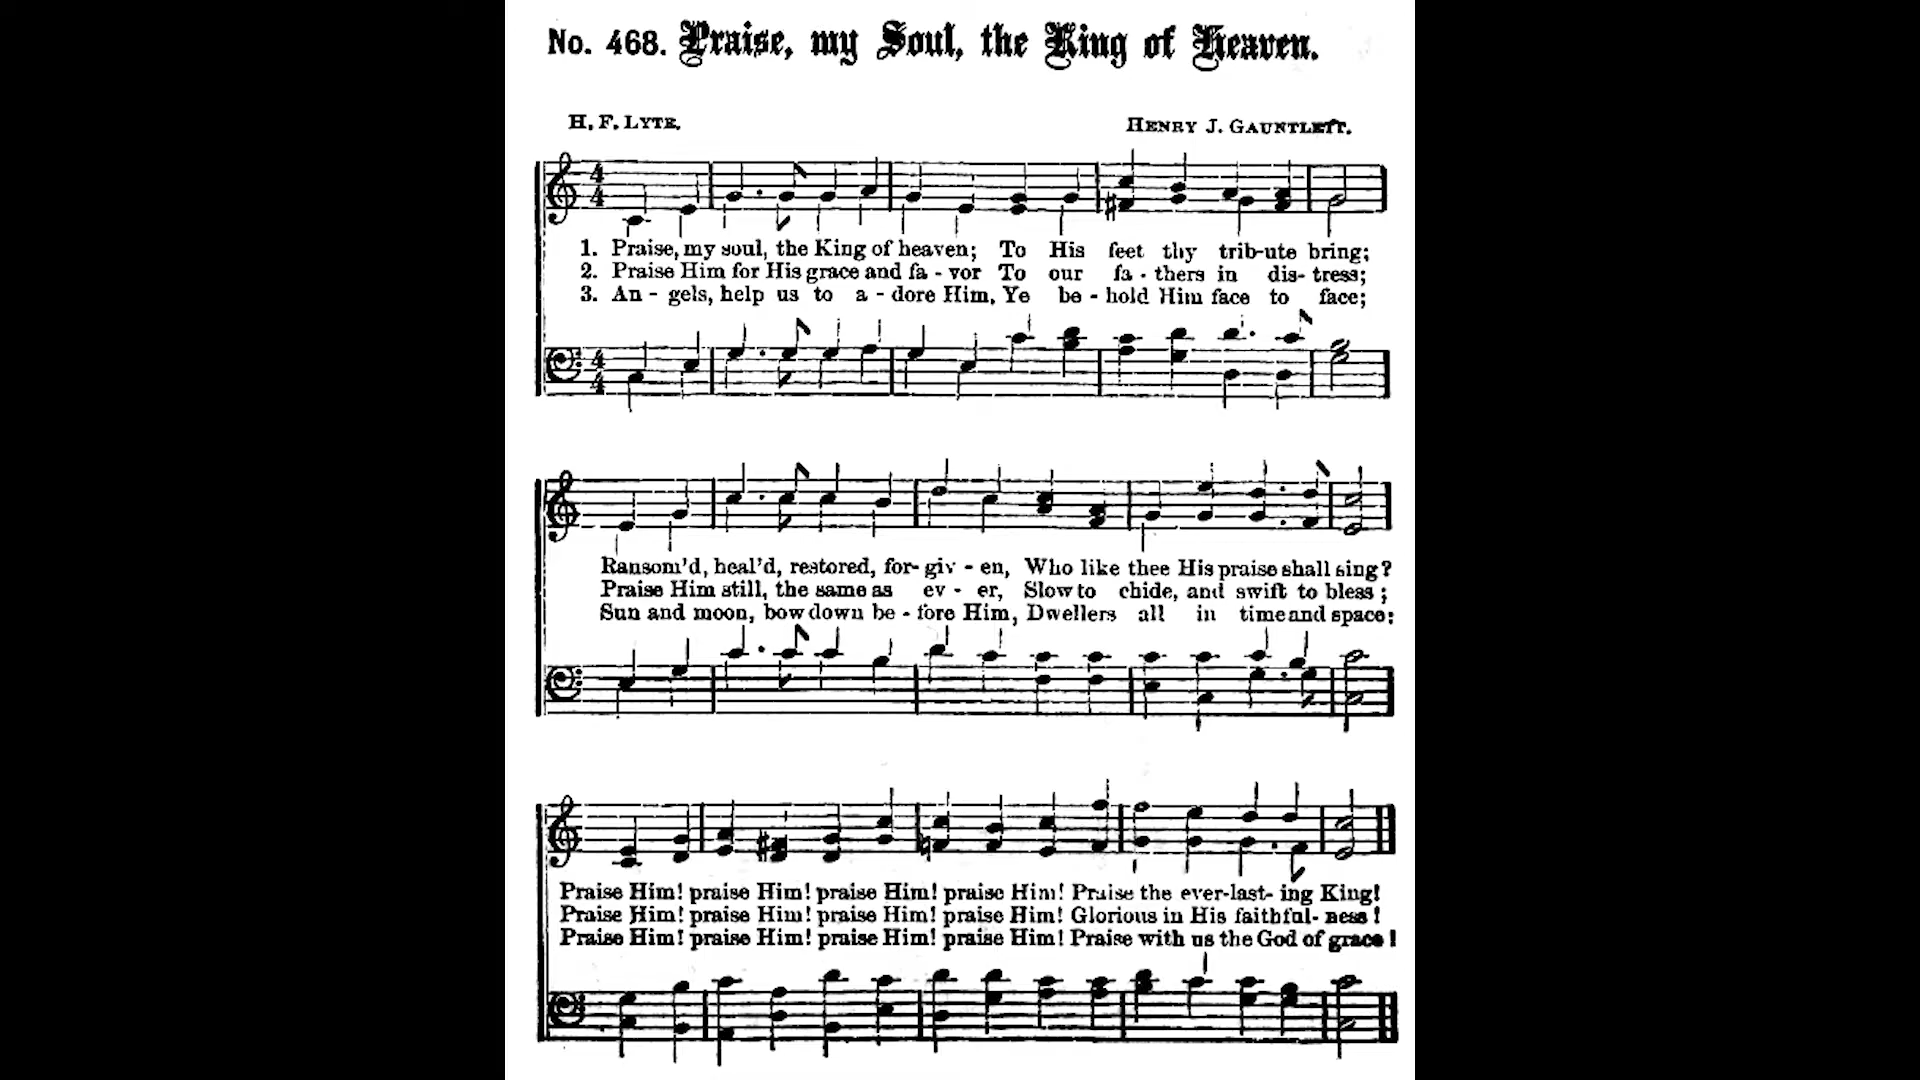 No. 468. Praise, my Soul, the King of Heaven.
H. F. LYTE.
HENRY J. GAUNTLETT.
1. Praise, my soul, the King of heaven; To His feet thy trib-ute bring;
2. Praise Him for His grace and fa - vor To our fa - thers in dis- tress;
3. An - gels, help us to a - dore Him, Ye be - hold Him face to face;
Ransom'd, heal'd, restored, for- giv - en, Who like thee His praise shall sing?
Praise Him still, the same as ev - er, Slow to chide, and swift to bless;
Sun and moon, bow down be - fore Him, Dwellers all in time and space:
Praise Him! praise Him! praise Him! praise Him! Praise the ever-last- ing King!
Praise Him! praise Him! praise Him! praise Him! Glorious in His faithful- ness!
Praise Him! praise Him! praise Him! praise Him! Praise with us the God of grace!